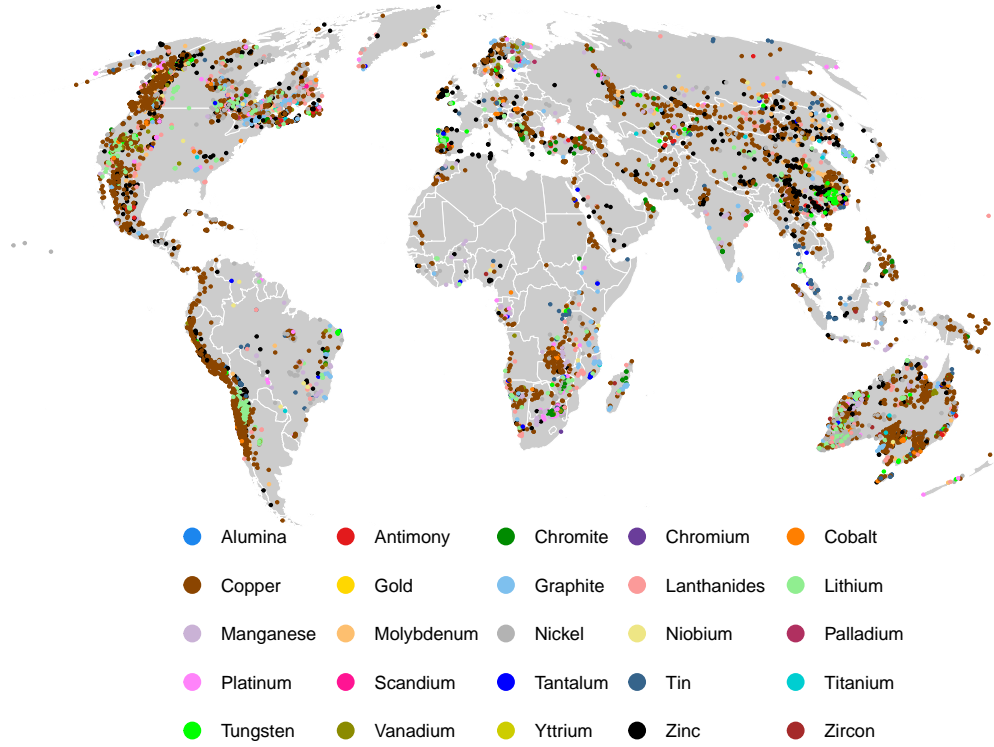 Alumina Antimony Chromite Chromium Cobalt
Copper Gold Graphite Lanthanides Lithium
Manganese Molybdenum Nickel Niobium Palladium
Platinum Scandium Tantalum Tin Titanium
Tungsten Vanadium Yttrium Zinc Zircon